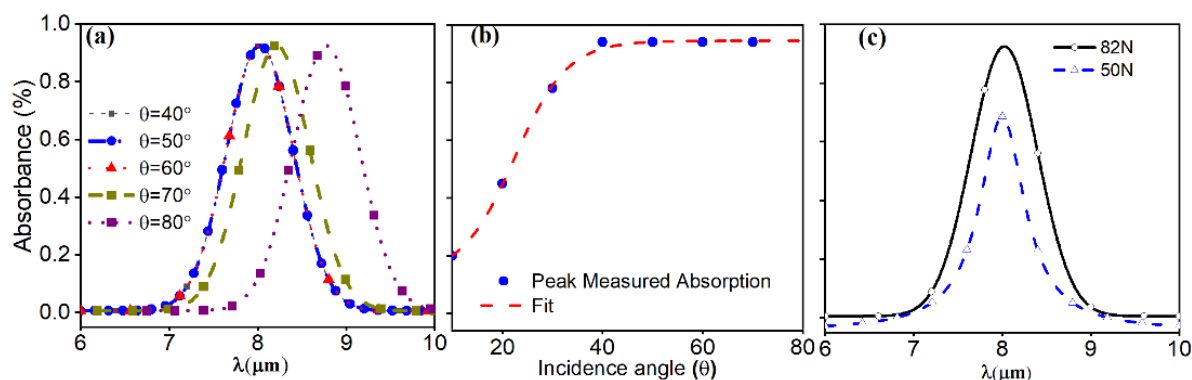 Absorbance (%)
1.0
0.8
0.6
0.4
0.2
0.0
(a)
θ=40°
θ=50°
θ=60°
θ=70°
θ=80°
6 7 8 9 10
λ(μm)
(b)
Peak Measured Absorption
Fit
20 40 60 80
Incidence angle (θ)
(c)
82N
50N
6 7 8 9 10
λ(μm)